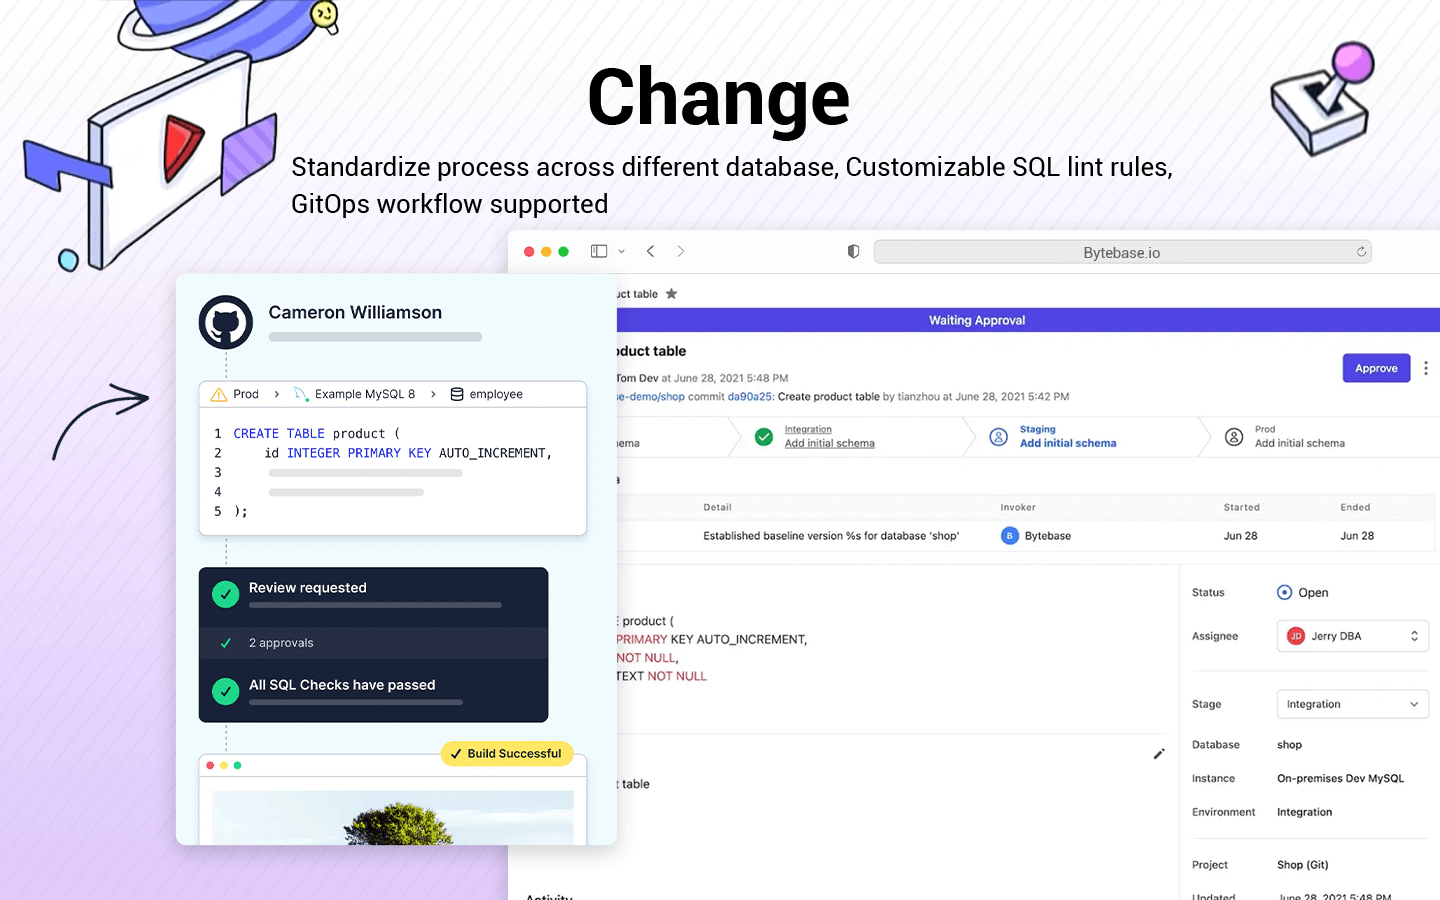 Change
Standardize process across different database, Customizable SQL lint rules,
GitOps workflow supported
Bytebase.io
Cameron Williamson
Prod > Example MySQL 8 > employee
1 CREATE TABLE product (
2 id INTEGER PRIMARY KEY AUTO_INCREMENT,
3
4
5 );
Review requested
2 approvals
All SQL Checks have passed
Build Successful
table
Waiting Approval
table
Approve
Tom Dev at June 28, 2021 5:48 PM
-demo/shop commit da90a25: Create product table by tianzhou at June 28, 2021 5:42 PM
Integration
Add initial schema
Staging
Add initial schema
Prod
Add initial schema
Detail Invoker Started Ended
Established baseline version %s for database 'shop' B Bytebase Jun 28 Jun 28
product (
PRIMARY KEY AUTO_INCREMENT,
NOT NULL,
TEXT NOT NULL
table
Activity
Status Open
Assignee JD Jerry DBA
Stage Integration
Database shop
Instance On-premises Dev MySQL
Environment Integration
Project Shop (Git)
Updated June 28, 2021 5:48 PM